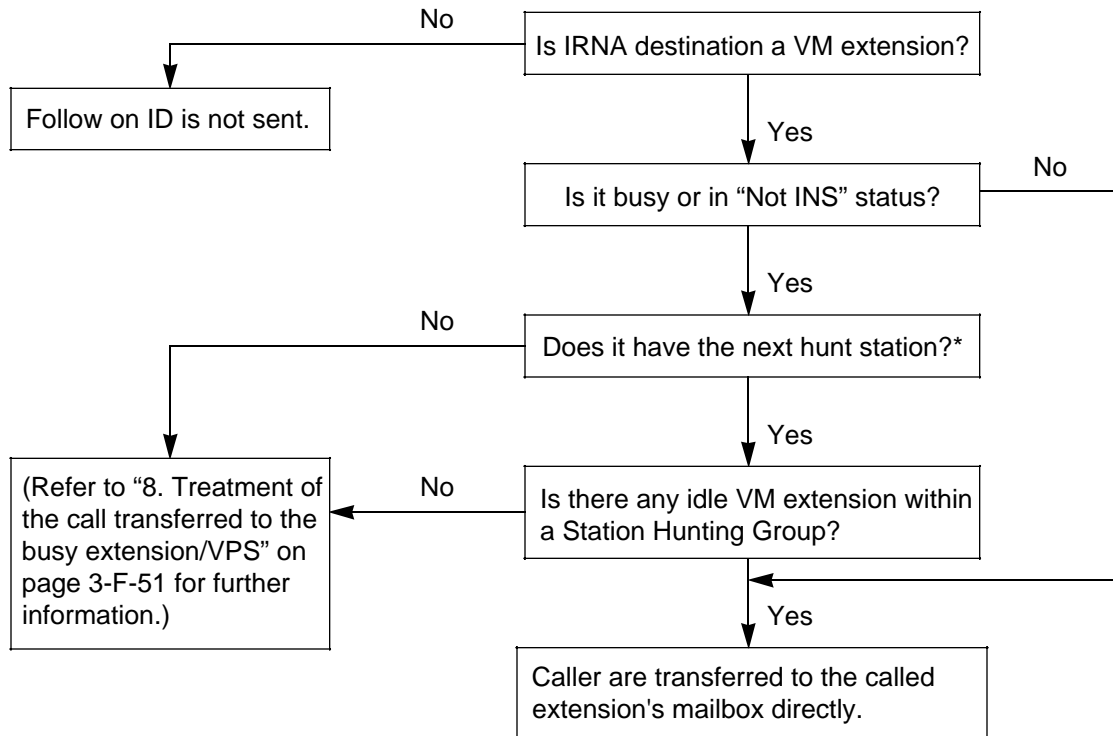 No
Is IRNA destination a VM extension?
Follow on ID is not sent.
Yes
No
Is it busy or in “Not INS” status?
Yes
No
Does it have the next hunt station?*
Yes
(Refer to “8. Treatment of
the call transferred to the
busy extension/VPS” on
page 3-F-51 for further
information.)
No
Is there any idle VM extension within
a Station Hunting Group?
Yes
Caller are transferred to the called
extension's mailbox directly.